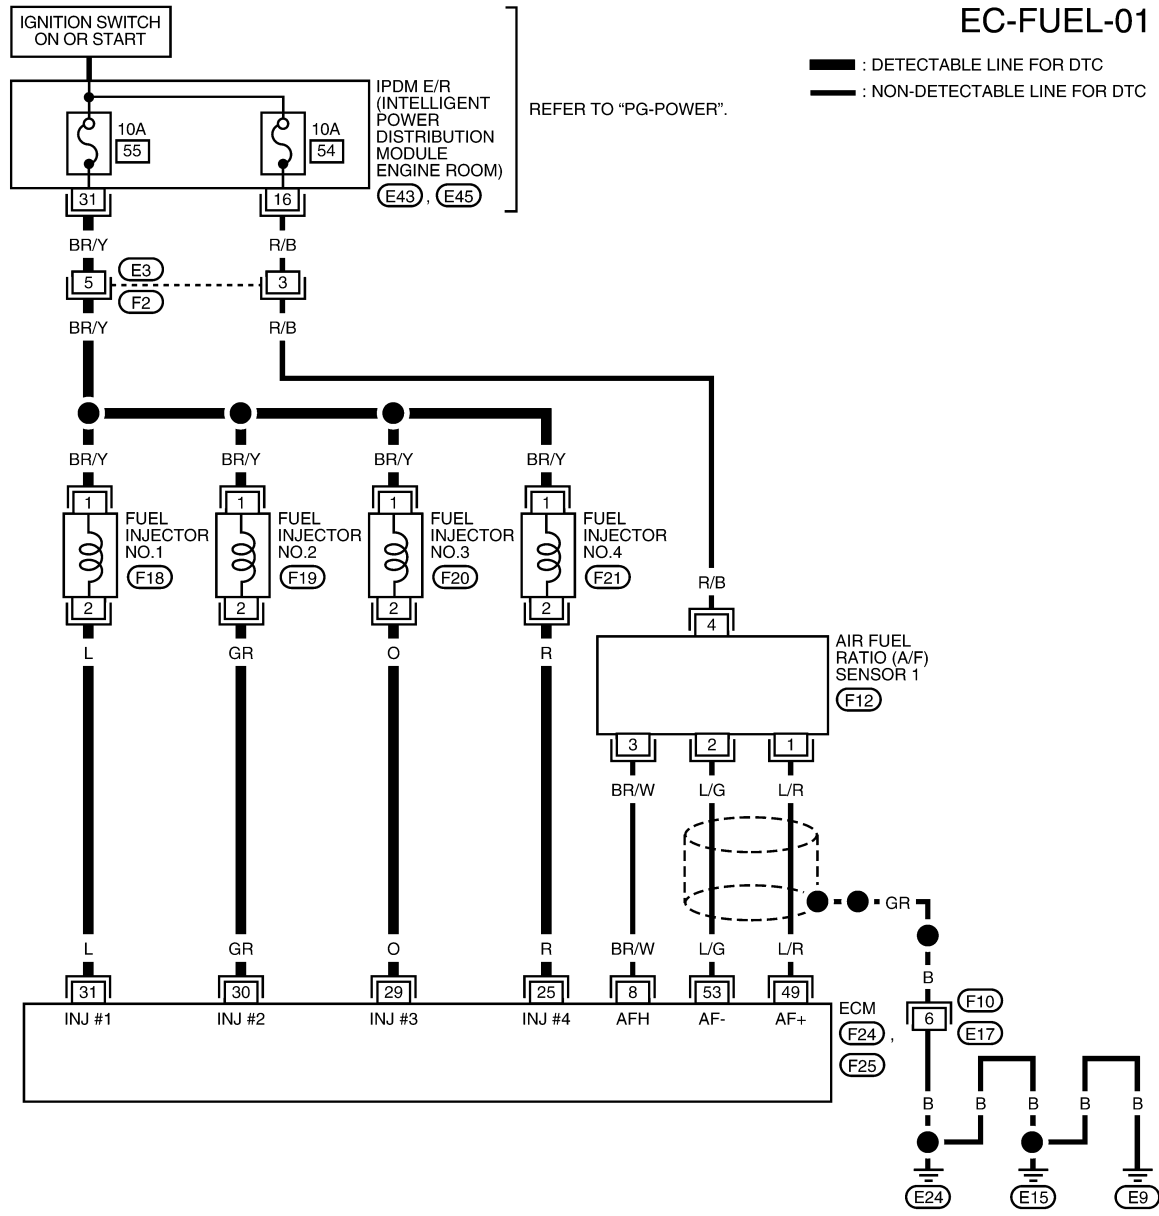 EC-FUEL-01
IGNITION SWITCH
ON OR START
: DETECTABLE LINE FOR DTC
: NON-DETECTABLE LINE FOR DTC
IPDM E/R
(INTELLIGENT
POWER
DISTRIBUTION
MODULE
ENGINE ROOM)
E43 , E45
REFER TO “PG-POWER”.
10A
55
10A
54
31
16
BR/Y
R/B
5
E3
F2
3
BR/Y
R/B
BR/Y
BR/Y
BR/Y
BR/Y
1
1
1
1
FUEL
INJECTOR
NO.1
F18
FUEL
INJECTOR
NO.2
F19
FUEL
INJECTOR
NO.3
F20
FUEL
INJECTOR
NO.4
F21
R/B
2
2
2
2
4
L
GR
O
R
AIR FUEL
RATIO (A/F)
SENSOR 1
F12
3
2
1
BR/W
L/G
L/R
GR
L
GR
O
R
BR/W
L/G
L/R
B
31
30
29
25
8
53
49
INJ #1
INJ #2
INJ #3
INJ #4
AFH
AF-
AF+
ECM
F24 ,
F25
6
F10
E17
B
B
B
B
B
E24
E15
E9